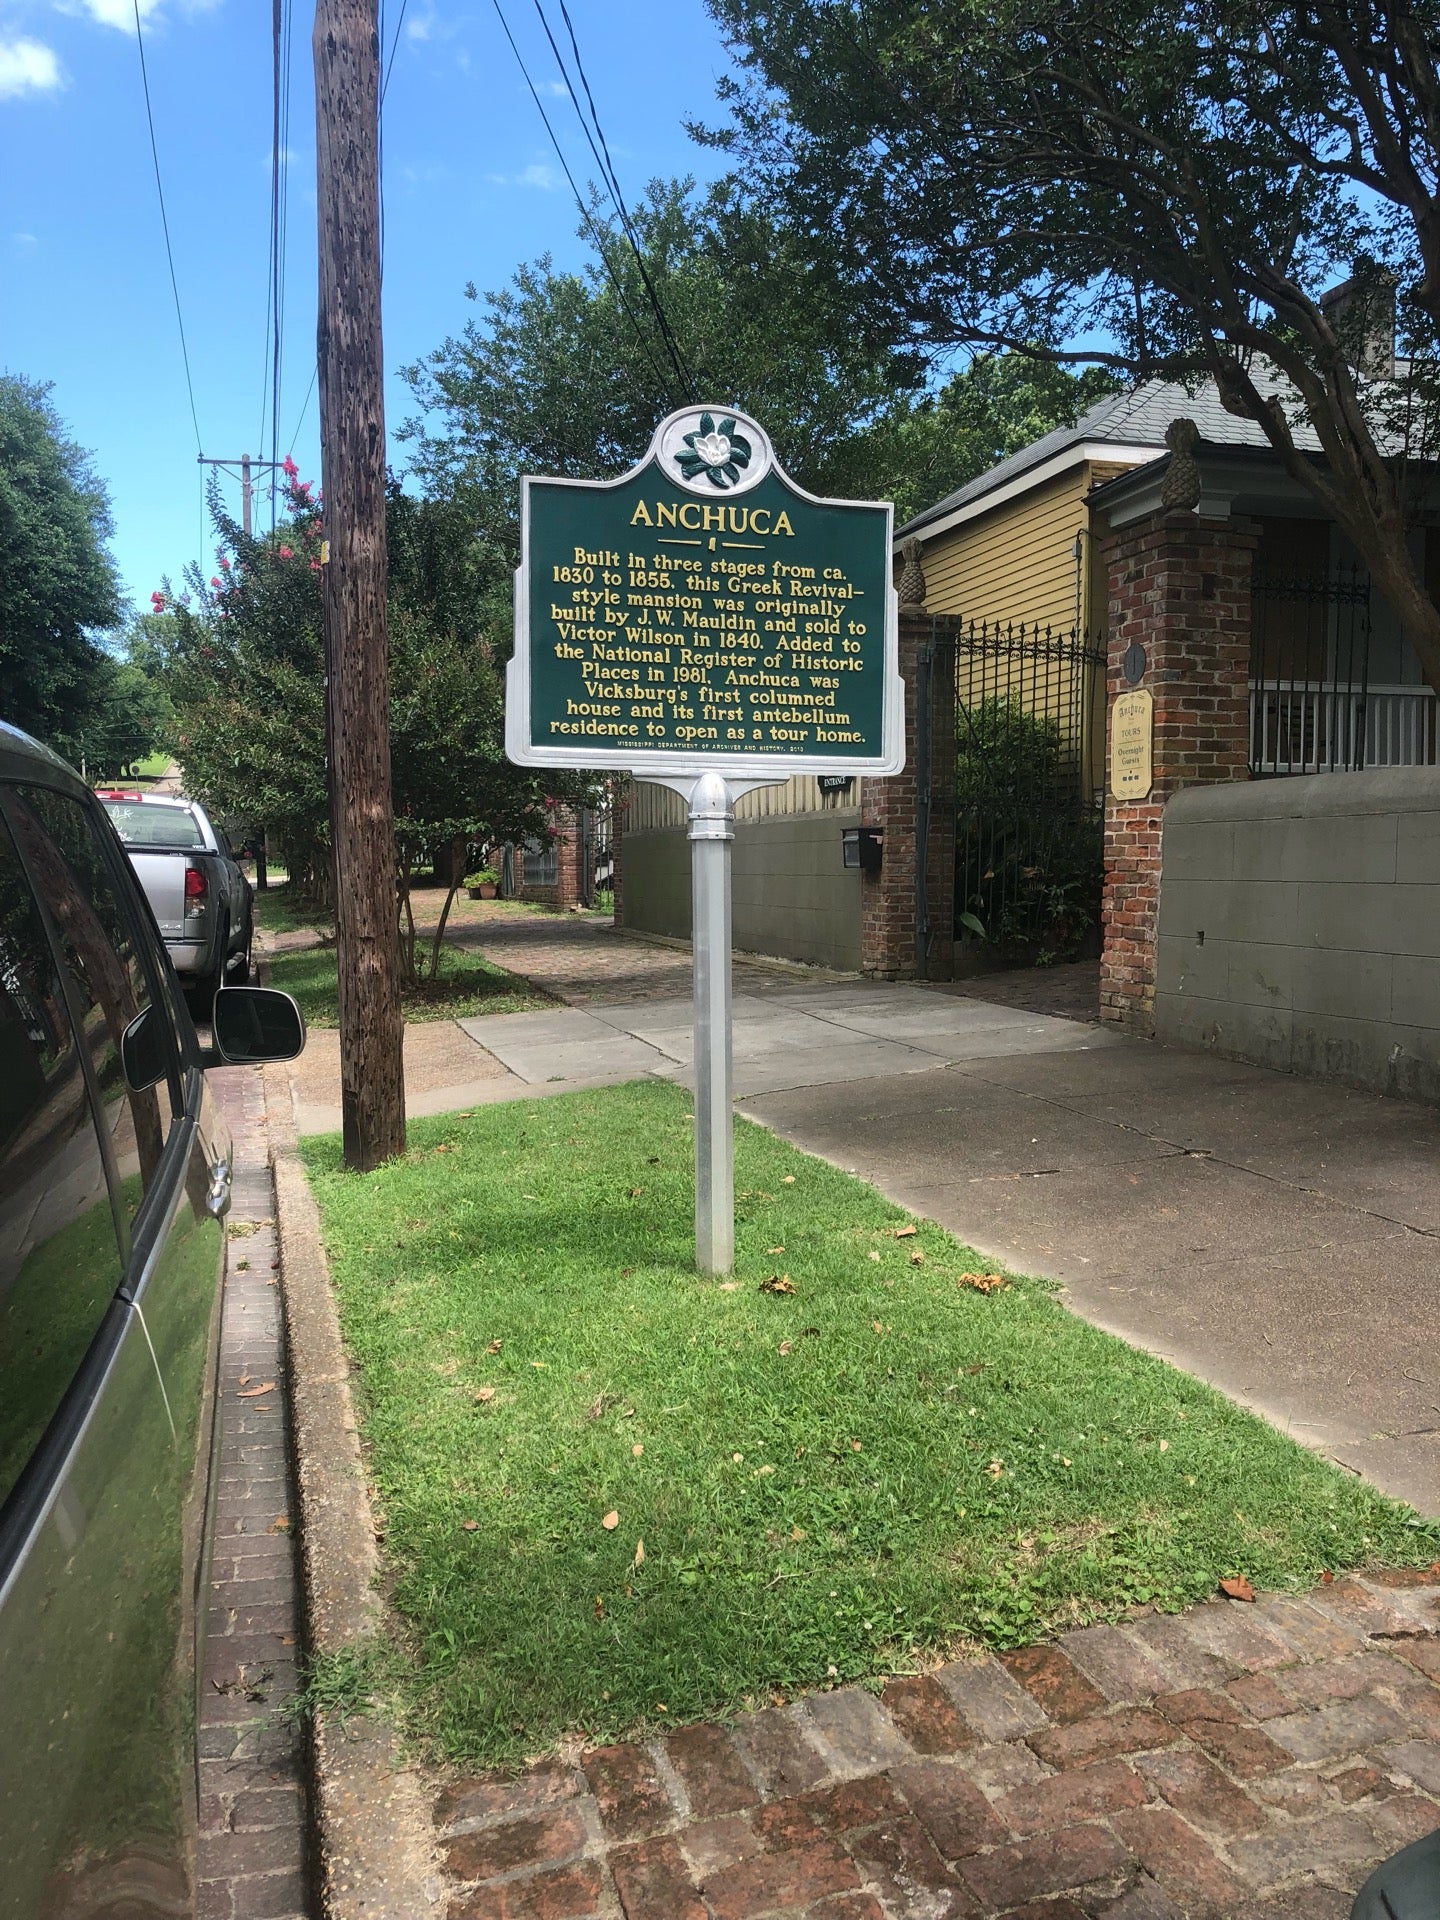 ANCHUCA
Built in three stages from ca.
1830 to 1855, this Greek Revival-
style mansion was originally
built by J.W. Mauldin and sold to
Victor Wilson in 1840. Added to
the National Register of Historic
Places in 1981, Anchuca was
Vicksburg's first columned
house and its first antebellum
residence to open as a tour home.
MISSISSIPPI DEPARTMENT OF ARCHIVES AND HISTORY, 2010
ENTRANCE
Anchuca
TOURS
Overnight
Guests